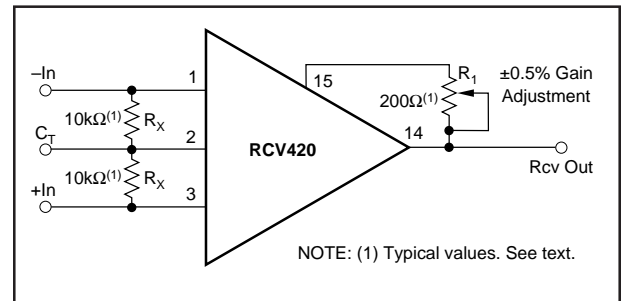 –In
1
10kΩ(1)
RX
CT
2
10kΩ(1)
RX
+In
3
RCV420
15
R1
200Ω(1)
±0.5% Gain
Adjustment
14
Rcv Out
NOTE: (1) Typical values. See text.